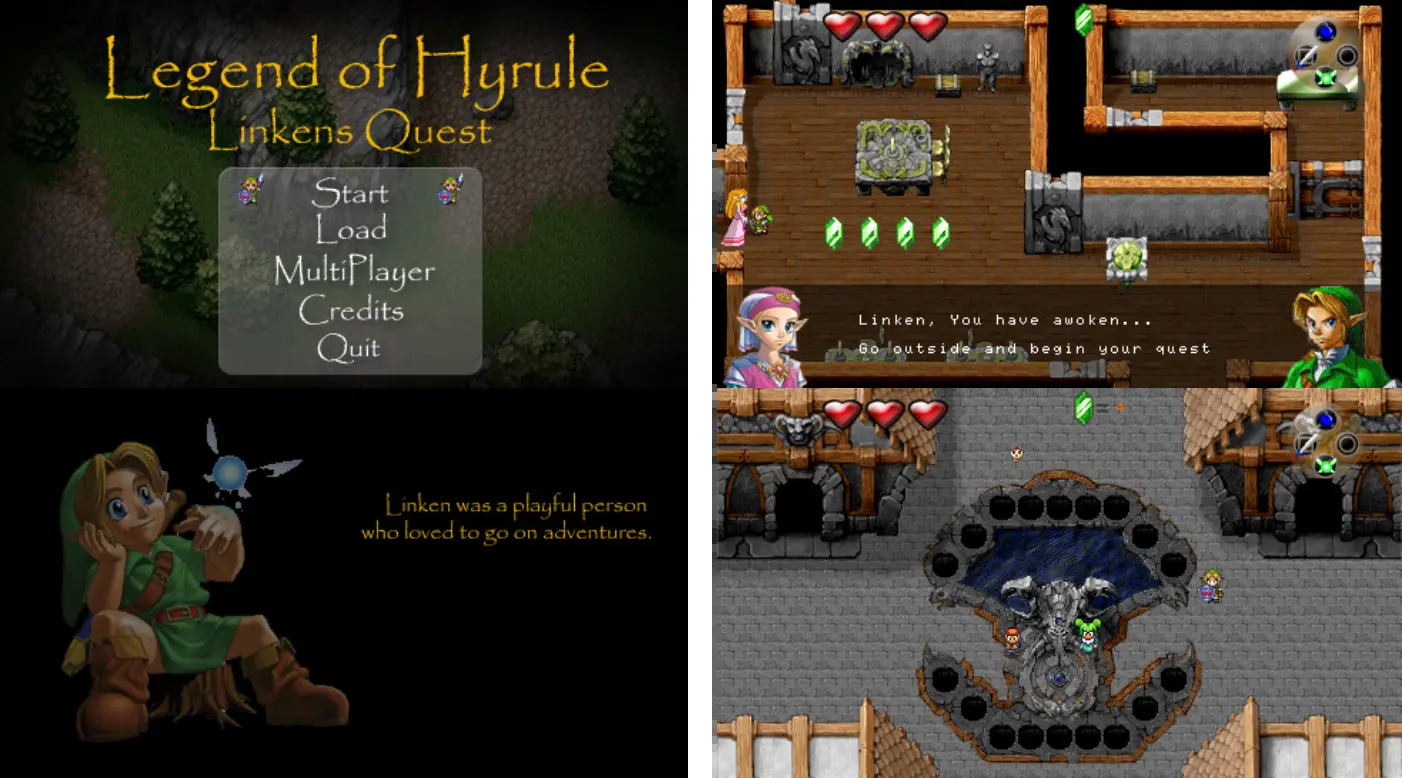 Legend of Hyrule
Linkens Quest
Start
Load
MultiPlayer
Credits
Quit
Linken, You have awoken...
Go outside and begin your quest
Linken was a playful person
who loved to go on adventures.
= 4